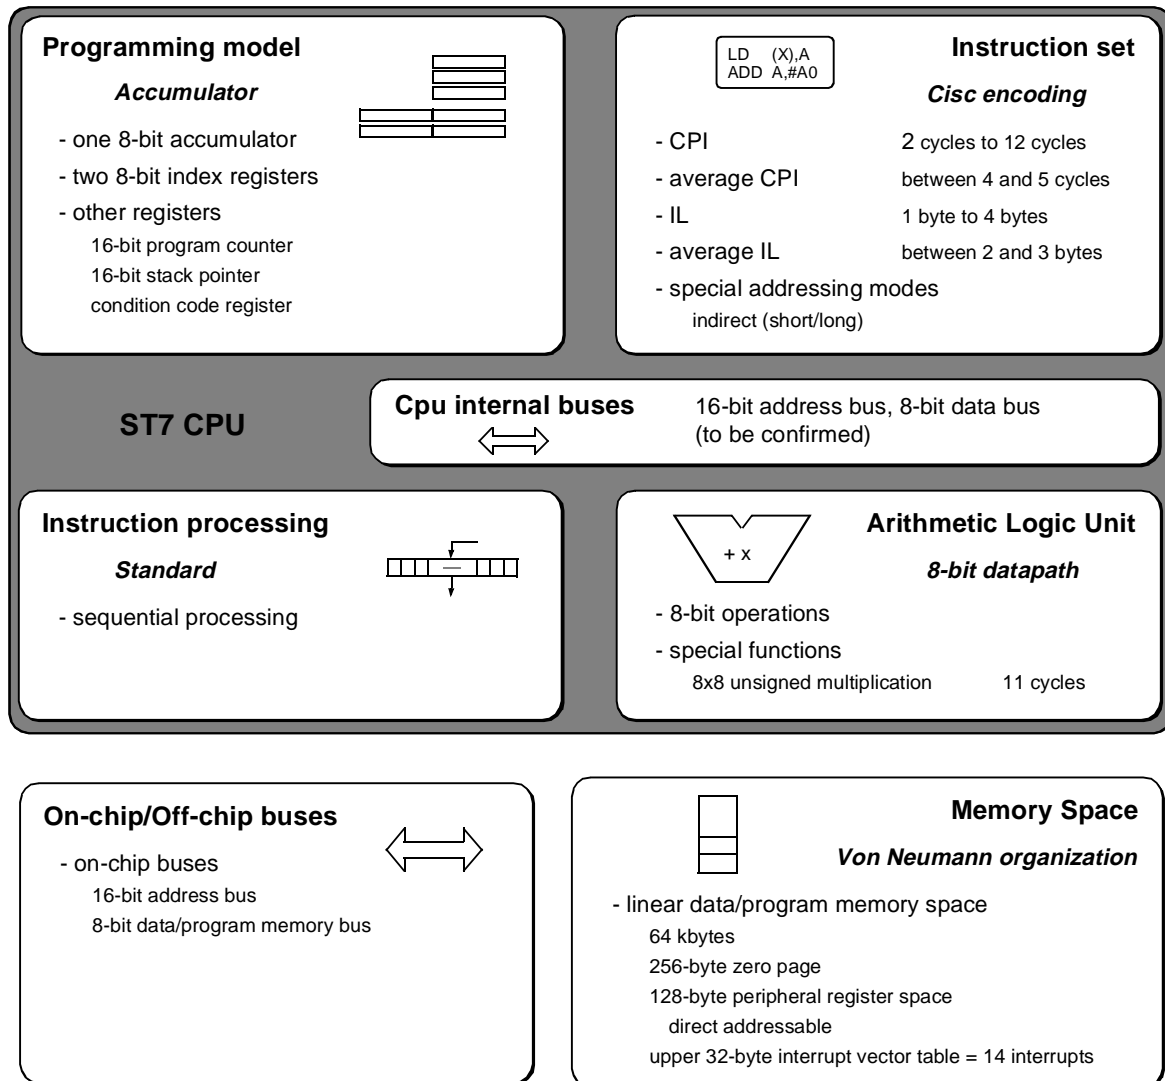 Programming model
Accumulator
- one 8-bit accumulator
- two 8-bit index registers
- other registers
16-bit program counter
16-bit stack pointer
condition code register
LD (X),A
ADD A,#A0
Instruction set
Cisc encoding
- CPI 2 cycles to 12 cycles
- average CPI between 4 and 5 cycles
- IL 1 byte to 4 bytes
- average IL between 2 and 3 bytes
- special addressing modes
indirect (short/long)
ST7 CPU
Cpu internal buses 16-bit address bus, 8-bit data bus
(to be confirmed)
Instruction processing
Standard
- sequential processing
+ x
Arithmetic Logic Unit
8-bit datapath
- 8-bit operations
- special functions
8x8 unsigned multiplication 11 cycles
On-chip/Off-chip buses
- on-chip buses
16-bit address bus
8-bit data/program memory bus
Memory Space
Von Neumann organization
- linear data/program memory space
64 kbytes
256-byte zero page
128-byte peripheral register space
direct addressable
upper 32-byte interrupt vector table = 14 interrupts